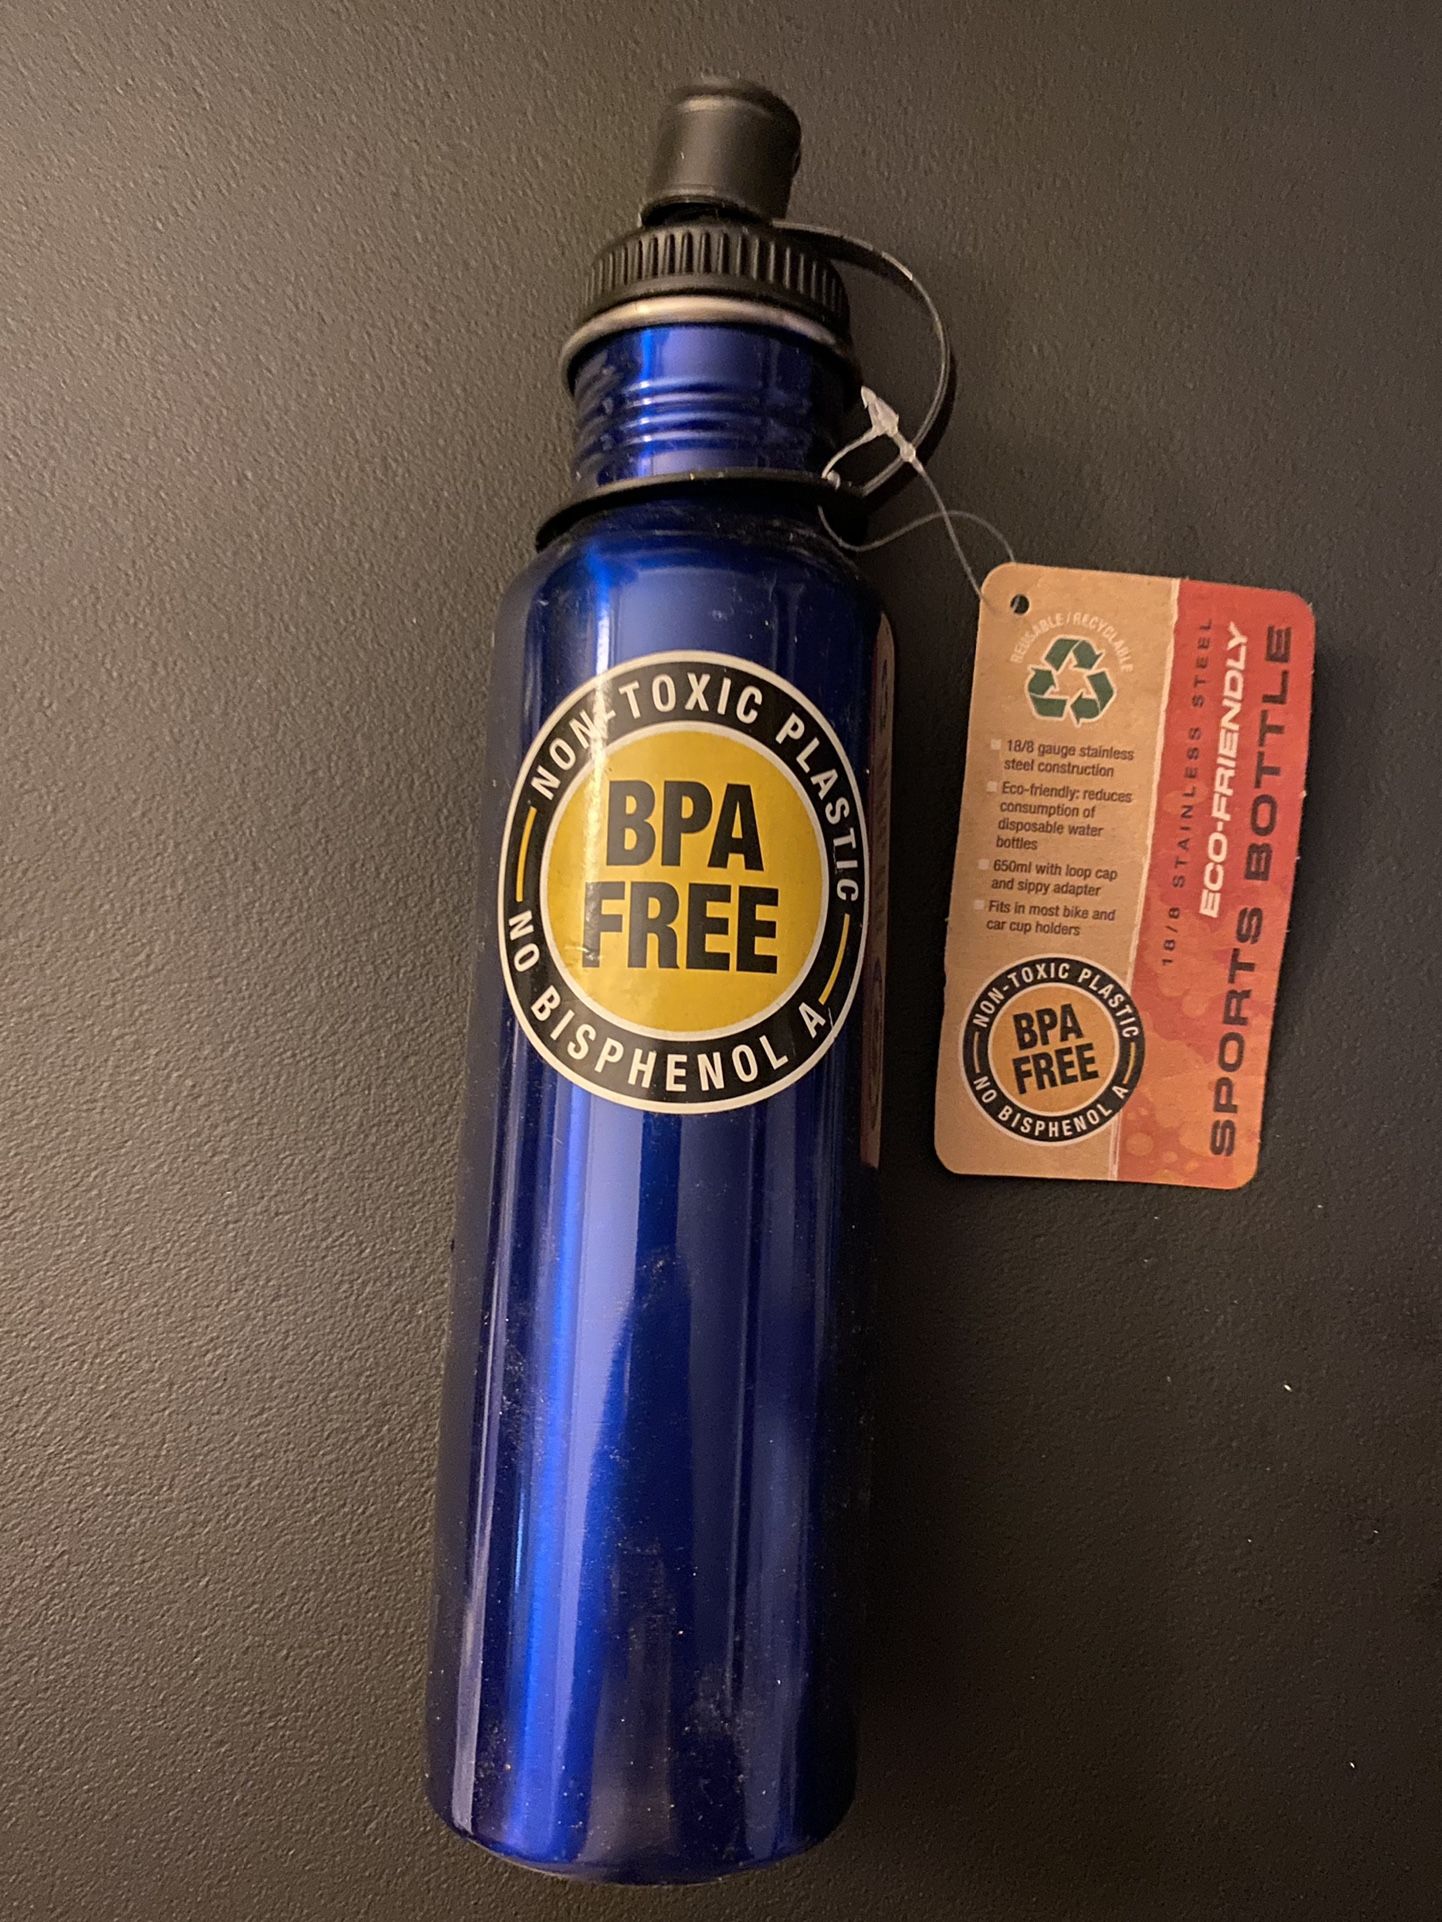 NON-TOXIC PLASTIC
BPA
FREE
NO BISPHENOL A
REUSABLE/RECYCLABLE
18/8 gauge stainless
steel construction
Eco-friendly: reduces
consumption of
disposable water
bottles
650ml with loop cap
and sippy adapter
Fits in most bike and
car cup holders
NON-TOXIC PLASTIC
BPA
FREE
NO BISPHENOL A
18/8 STAINLESS STEEL
ECO-FRIENDLY
SPORTS BOTTLE